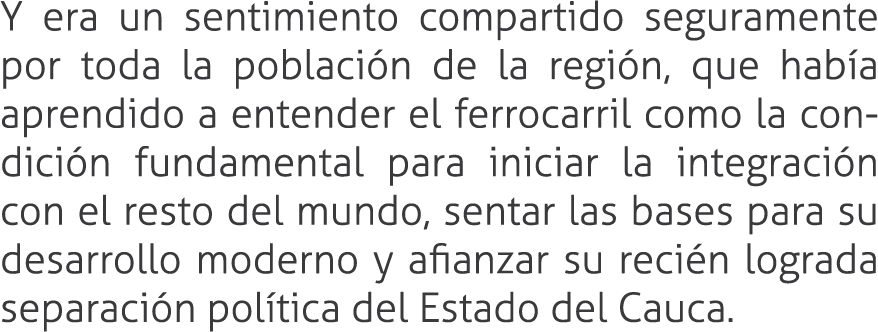 Y era un sentimiento compartido seguramente
por toda la población de la región, que había
aprendido a entender el ferrocarril como la con-
dición fundamental para iniciar la integración
con el resto del mundo, sentar las bases para su
desarrollo moderno y afianzar su recién lograda
separación política del Estado del Cauca.